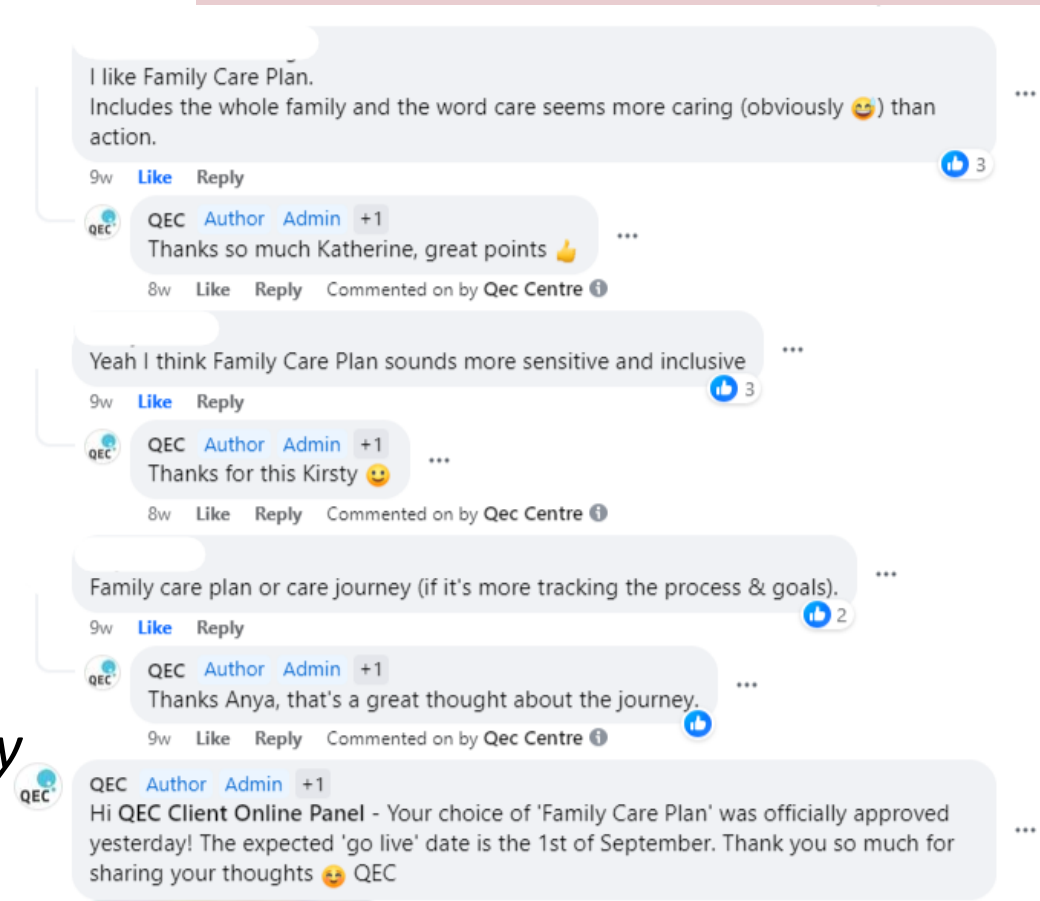 I like Family Care Plan.
Includes the whole family and the word care seems more caring (obviously 😅) than
action.
3
9w Like Reply
QEC Author Admin +1
Thanks so much Katherine, great points 👍
8w Like Reply Commented on by Qec Centre
Yeah I think Family Care Plan sounds more sensitive and inclusive
3
9w Like Reply
QEC Author Admin +1
Thanks for this Kirsty 🙂
8w Like Reply Commented on by Qec Centre
Family care plan or care journey (if it's more tracking the process & goals).
2
9w Like Reply
QEC Author Admin +1
Thanks Anya, that's a great thought about the journey.
9w Like Reply Commented on by Qec Centre
y
QEC Author Admin +1
Hi QEC Client Online Panel - Your choice of 'Family Care Plan' was officially approved
yesterday! The expected 'go live' date is the 1st of September. Thank you so much for
sharing your thoughts 😊 QEC